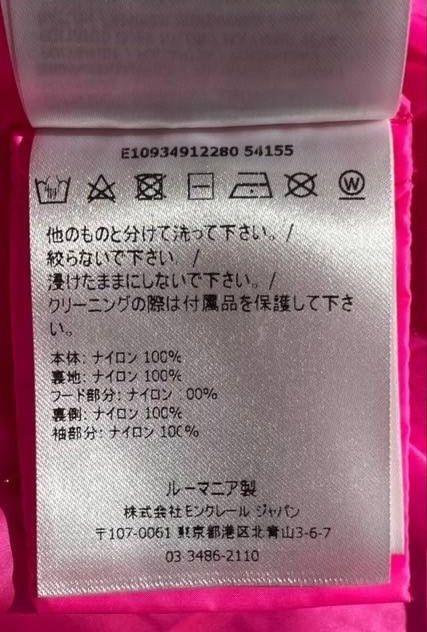 E10934912280 54155
W
他のものと分けて洗って下さい。/
絞らないで下さい /
浸けたままにしないで下さい。/
クリーニングの際は付属品を保護して下さ
い。
本体: ナイロン 100%
裏地: ナイロン 100%
フード部分: ナイロン 00%
裏側: ナイロン 100%
袖部分: ナイロン 100%
ルーマニア製
株式会社モンクレール ジャパン
〒107-0061 東京都港区北青山3-6-7
03 3486-2110